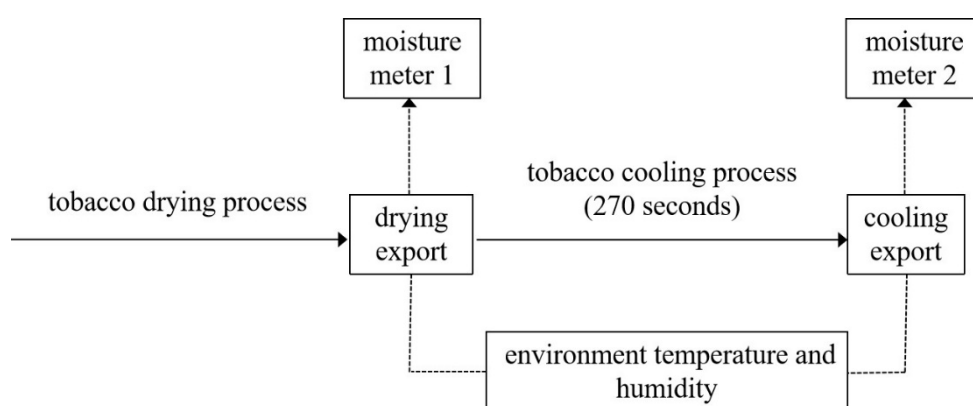 moisture
meter 1
moisture
meter 2
tobacco drying process
drying
export
tobacco cooling process
(270 seconds)
cooling
export
environment temperature and
humidity